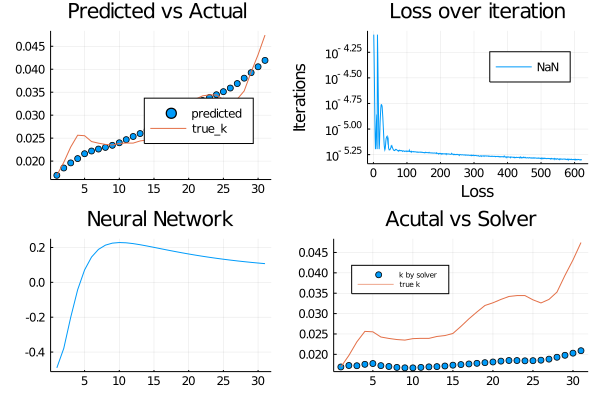 Predicted vs Actual
0.045
0.040
0.035
0.030
0.025
0.020
predicted
true_k
5 10 15 20 25 30
Loss over iteration
Iterations
10^-4.25
10^-4.50
10^-4.75
10^-5.00
10^-5.25
NaN
0 100 200 300 400 500 600
Loss
Neural Network
0.2
0.0
-0.2
-0.4
5 10 15 20 25 30
Acutal vs Solver
0.045
0.040
0.035
0.030
0.025
0.020
k by solver
true k
5 10 15 20 25 30